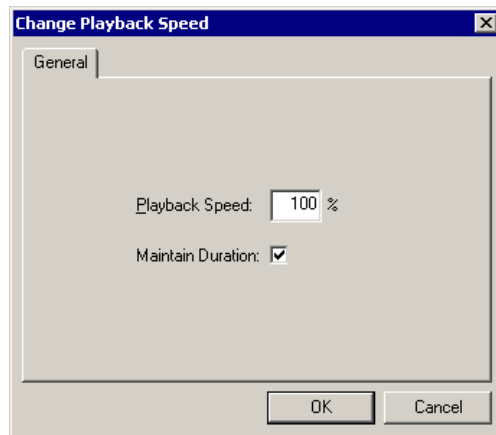 Change Playback Speed
General
Playback Speed: 100 %
Maintain Duration:
OK Cancel